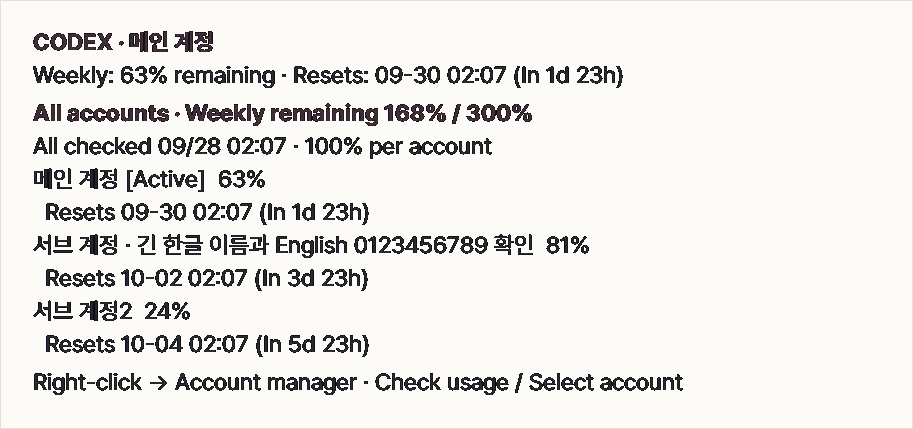 CODEX · 메인 계정
Weekly: 63% remaining · Resets: 09-30 02:07 (In 1d 23h)
All accounts · Weekly remaining 168% / 300%
All checked 09/28 02:07 · 100% per account
메인 계정 [Active]  63%
Resets 09-30 02:07 (In 1d 23h)
서브 계정 · 긴 한글 이름과 English 0123456789 확인  81%
Resets 10-02 02:07 (In 3d 23h)
서브 계정2  24%
Resets 10-04 02:07 (In 5d 23h)
Right-click → Account manager · Check usage / Select account